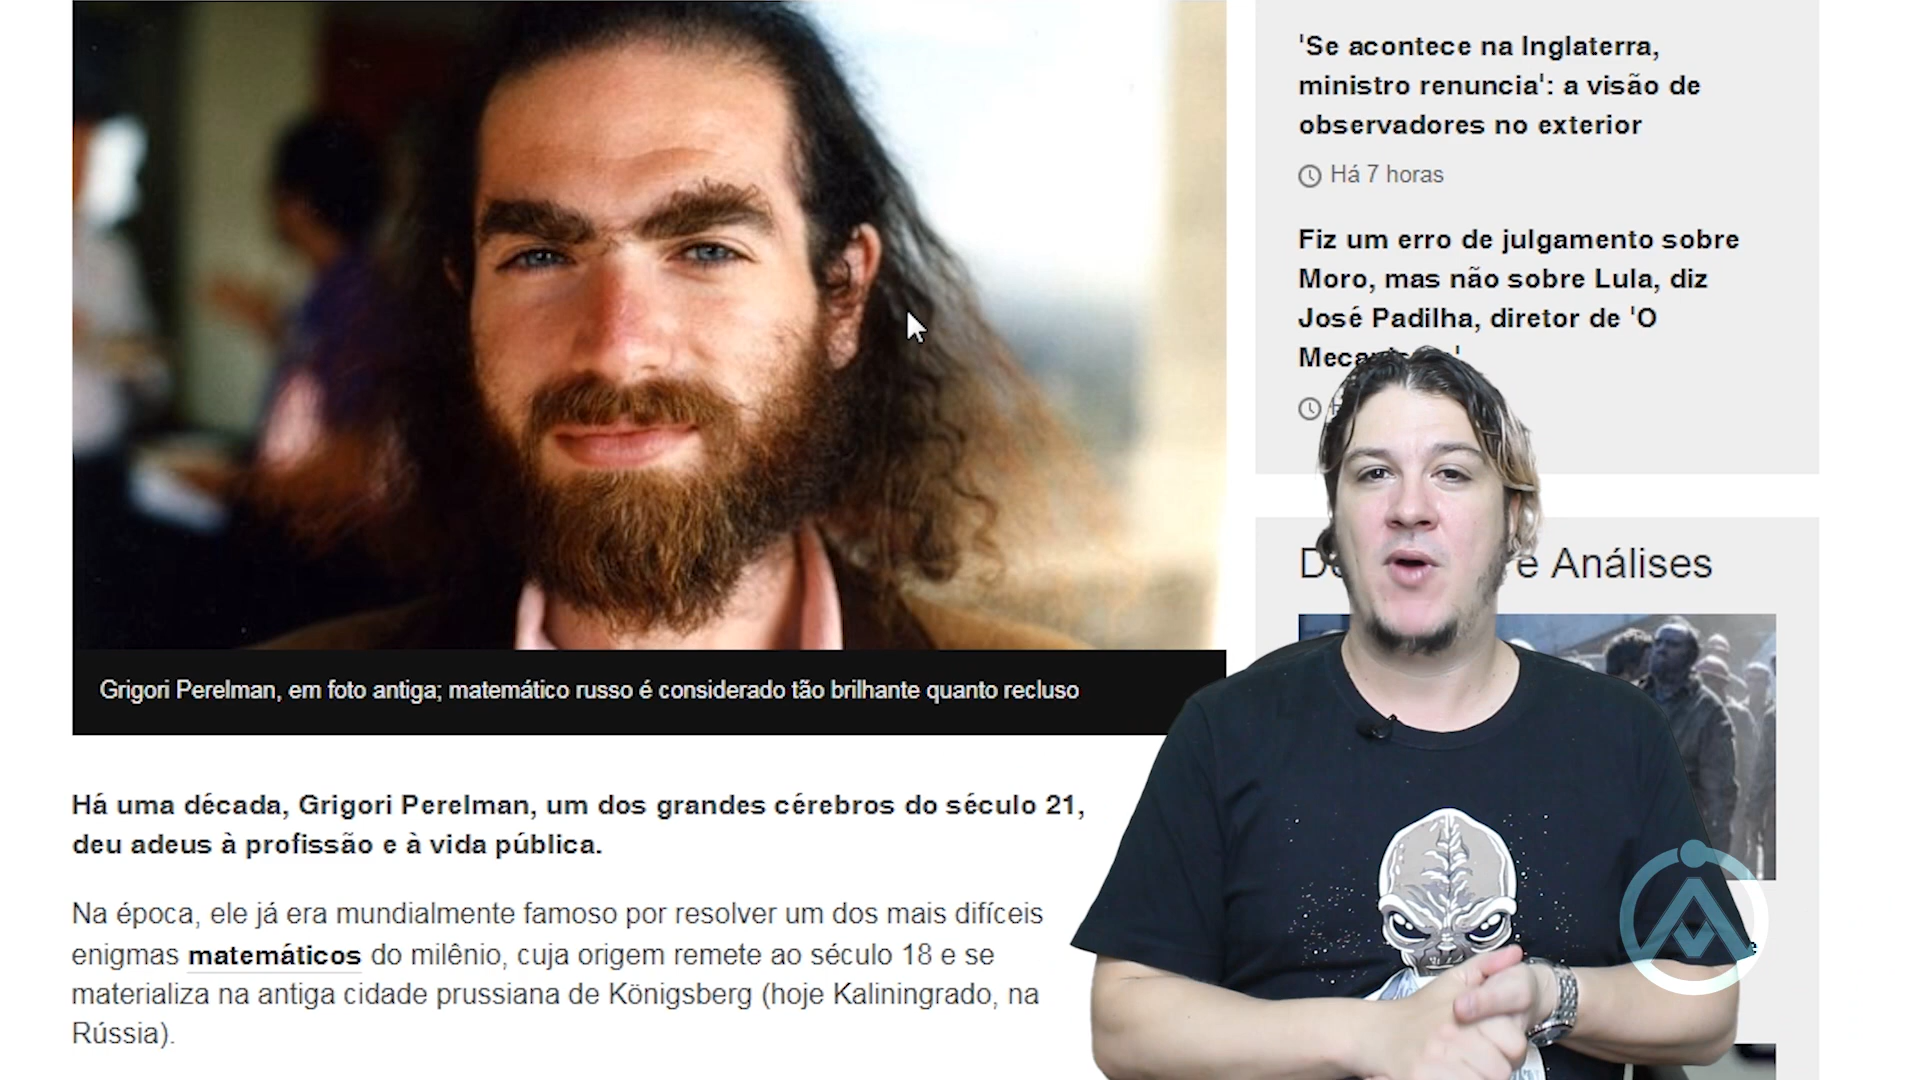 'Se acontece na Inglaterra,
ministro renuncia': a visão de
observadores no exterior
Há 7 horas
Fiz um erro de julgamento sobre
Moro, mas não sobre Lula, diz
José Padilha, diretor de 'O
e Análises
Grigori Perelman, em foto antiga; matemático russo é considerado tão brilhante quanto recluso
Há uma década, Grigori Perelman, um dos grandes cérebros do século 21,
deu adeus à profissão e à vida pública.
Na época, ele já era mundialmente famoso por resolver um dos mais difíceis
enigmas matemáticos do milênio, cuja origem remete ao século 18 e se
materializa na antiga cidade prussiana de Königsberg (hoje Kaliningrado, na
Rússia).